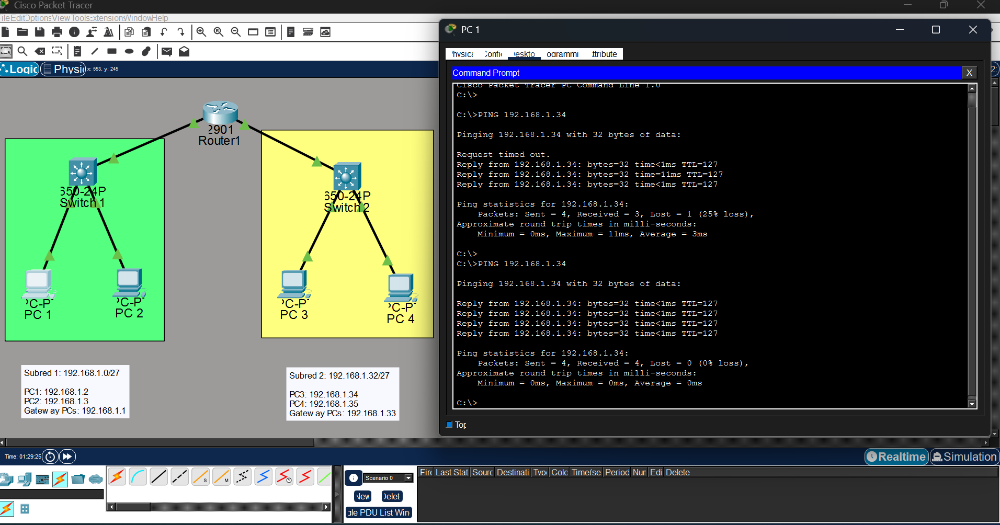 Cisco Packet Tracer
File Edit Options View Tools Extensions Window Help
Logic
Physi
x: 553, y: 245
2901
Router1
650-24P
Switch1
650-24P
Switch 2
PC-PT
PC 1
PC-PT
PC 2
PC-PT
PC 3
PC-PT
PC 4
Subred 1: 192.168.1.0/27
PC1: 192.168.1.2
PC2: 192.168.1.3
Gateway PCs: 192.168.1.1
Subred 2: 192.168.1.32/27
PC3: 192.168.1.34
PC4: 192.168.1.35
Gateway PCs: 192.168.1.33
PC 1
Physica Config Deskto ogrammi ttribute
Command Prompt
X
Cisco Packet Tracer PC Command Line 1.0
C:\>
C:\>PING 192.168.1.34
Pinging 192.168.1.34 with 32 bytes of data:
Request timed out.
Reply from 192.168.1.34: bytes=32 time<1ms TTL=127
Reply from 192.168.1.34: bytes=32 time=11ms TTL=127
Reply from 192.168.1.34: bytes=32 time<1ms TTL=127
Ping statistics for 192.168.1.34:
Packets: Sent = 4, Received = 3, Lost = 1 (25% loss),
Approximate round trip times in milli-seconds:
Minimum = 0ms, Maximum = 11ms, Average = 3ms
C:\>
C:\>PING 192.168.1.34
Pinging 192.168.1.34 with 32 bytes of data:
Reply from 192.168.1.34: bytes=32 time<1ms TTL=127
Reply from 192.168.1.34: bytes=32 time<1ms TTL=127
Reply from 192.168.1.34: bytes=32 time<1ms TTL=127
Reply from 192.168.1.34: bytes=32 time<1ms TTL=127
Ping statistics for 192.168.1.34:
Packets: Sent = 4, Received = 4, Lost = 0 (0% loss),
Approximate round trip times in milli-seconds:
Minimum = 0ms, Maximum = 0ms, Average = 0ms
C:\>
Top
Time: 01:29:25
Realtime
Simulation
Scenario 0
New
Delet
gle PDU List Win
Fire Last Stat Sourc Destinati Type Colc Time(se Perioc Nur Edi Delete